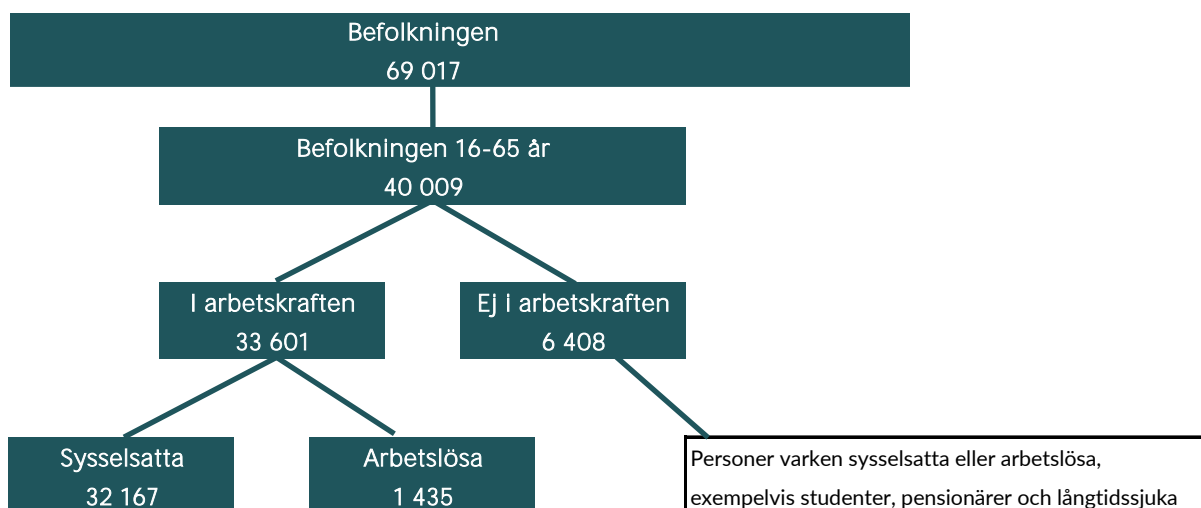 Befolkningen
69 017
Befolkningen 16-65 år
40 009
I arbetskraften
33 601
Ej i arbetskraften
6 408
Sysselsatta
32 167
Arbetslösa
1 435
Personer varken sysselsatta eller arbetslösa,
exempelvis studenter, pensionärer och långtidssjuka